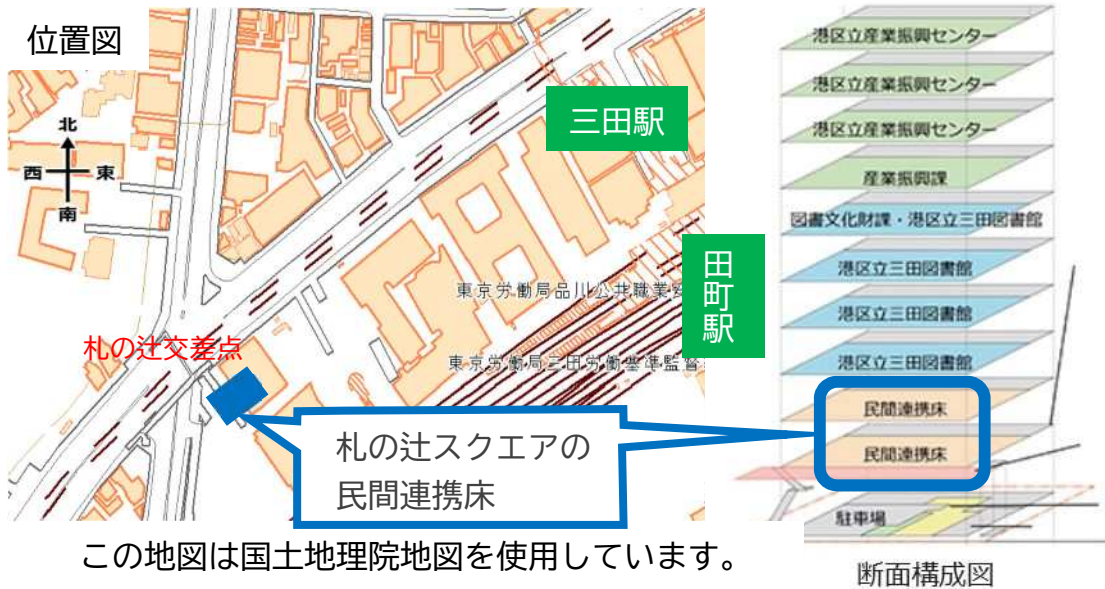 位置図
北
西
東
南
三田駅
田町駅
東京労働局品川公共職業安
東京労働局三田労働基準監督
札の辻交差点
札の辻スクエアの
民間連携床
この地図は国土地理院地図を使用しています。
港区立産業振興センター
港区立産業振興センター
港区立産業振興センター
産業振興課
図書文化財課・港区立三田図書館
港区立三田図書館
港区立三田図書館
港区立三田図書館
民間連携床
民間連携床
駐車場
断面構成図